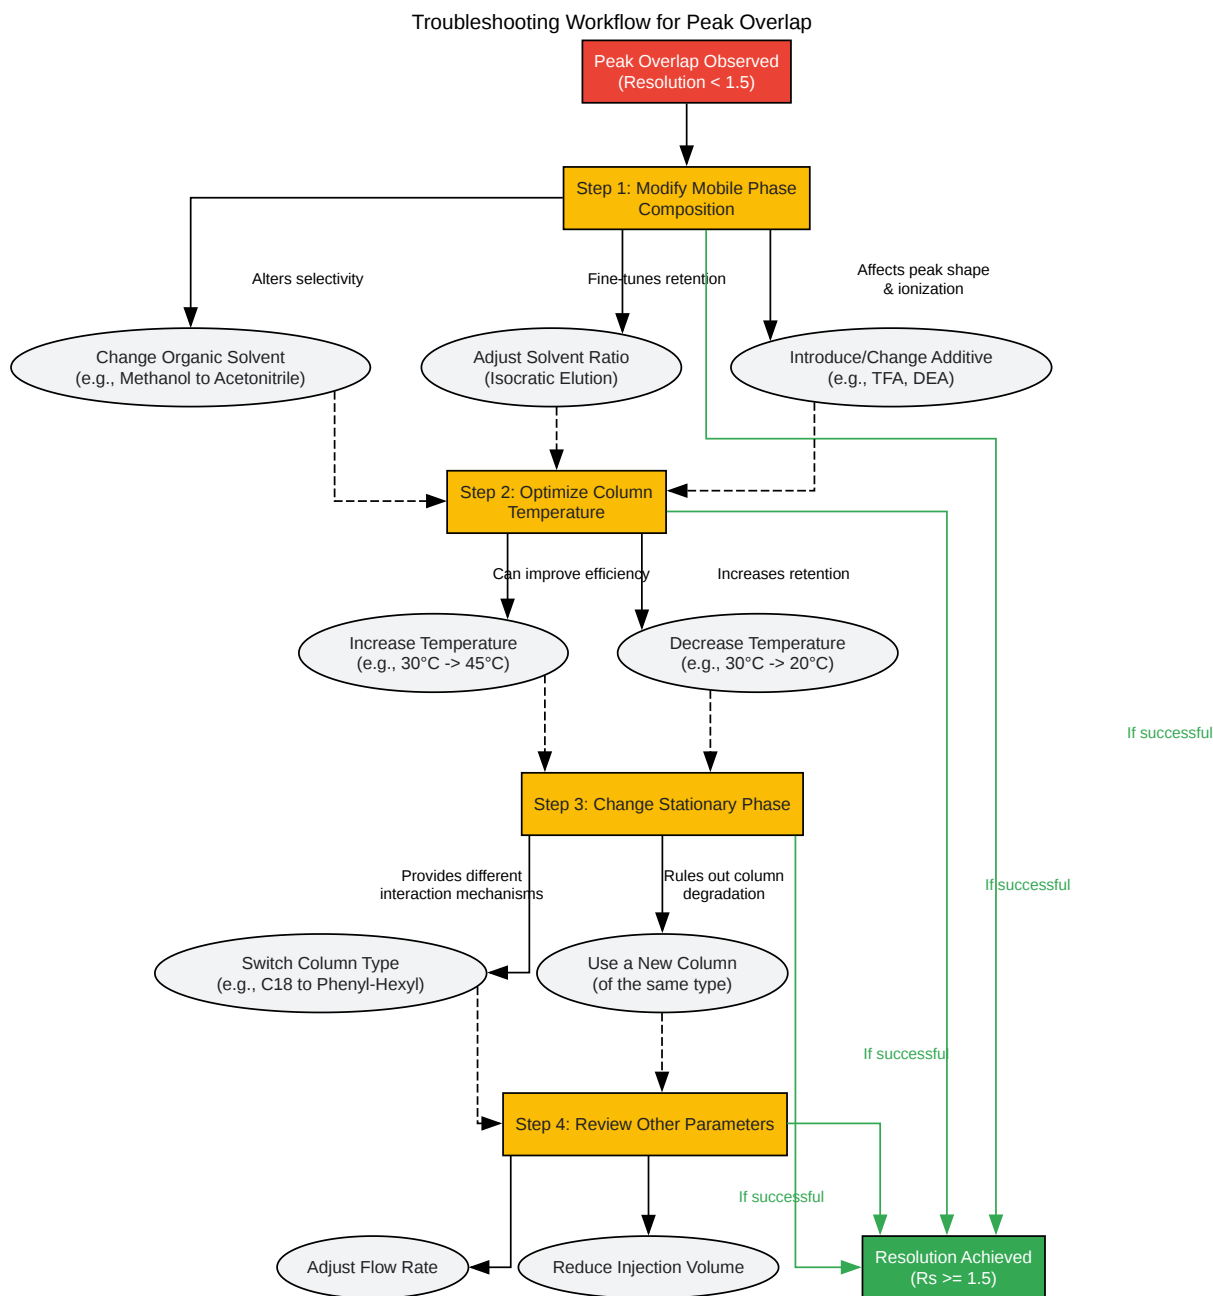 Troubleshooting Workflow for Peak Overlap
Peak Overlap Observed
(Resolution < 1.5)
Step 1: Modify Mobile Phase
Composition
Alters selectivity
Fine-tunes retention
Affects peak shape
& ionization
Change Organic Solvent
(e.g., Methanol to Acetonitrile)
Adjust Solvent Ratio
(Isocratic Elution)
Introduce/Change Additive
(e.g., TFA, DEA)
Step 2: Optimize Column
Temperature
Can improve efficiency
Increases retention
Increase Temperature
(e.g., 30°C -> 45°C)
Decrease Temperature
(e.g., 30°C -> 20°C)
If successful
Step 3: Change Stationary Phase
Provides different
interaction mechanisms
Rules out column
degradation
If successful
Switch Column Type
(e.g., C18 to Phenyl-Hexyl)
Use a New Column
(of the same type)
If successful
Step 4: Review Other Parameters
If successful
Adjust Flow Rate
Reduce Injection Volume
Resolution Achieved
(Rs >= 1.5)